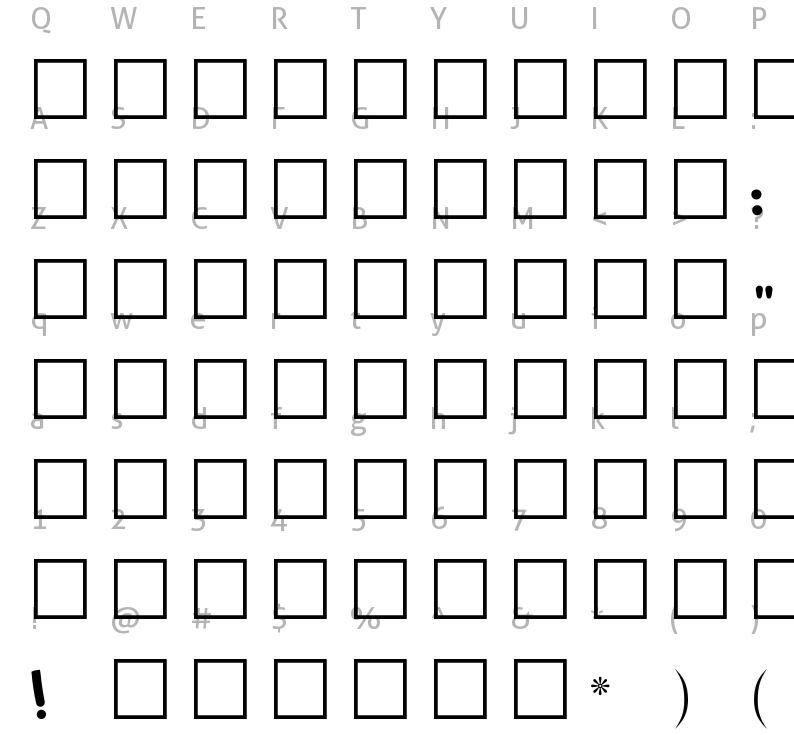 Q W E R T Y U I O P
□ □ □ □ □ □ □ □ □ □
A S D F G H J K L :
□ □ □ □ □ □ □ □ □ :
Z X C V B N M < > ?
□ □ □ □ □ □ □ □ □ "
q w e r t y u i o p
□ □ □ □ □ □ □ □ □ □
a s d f g h j k l ;
□ □ □ □ □ □ □ □ □ □
1 2 3 4 5 6 7 8 9 0
□ □ □ □ □ □ □ □ □ □
! @ # $ % ^ & * ( )
! □ □ □ □ □ □ * ) (